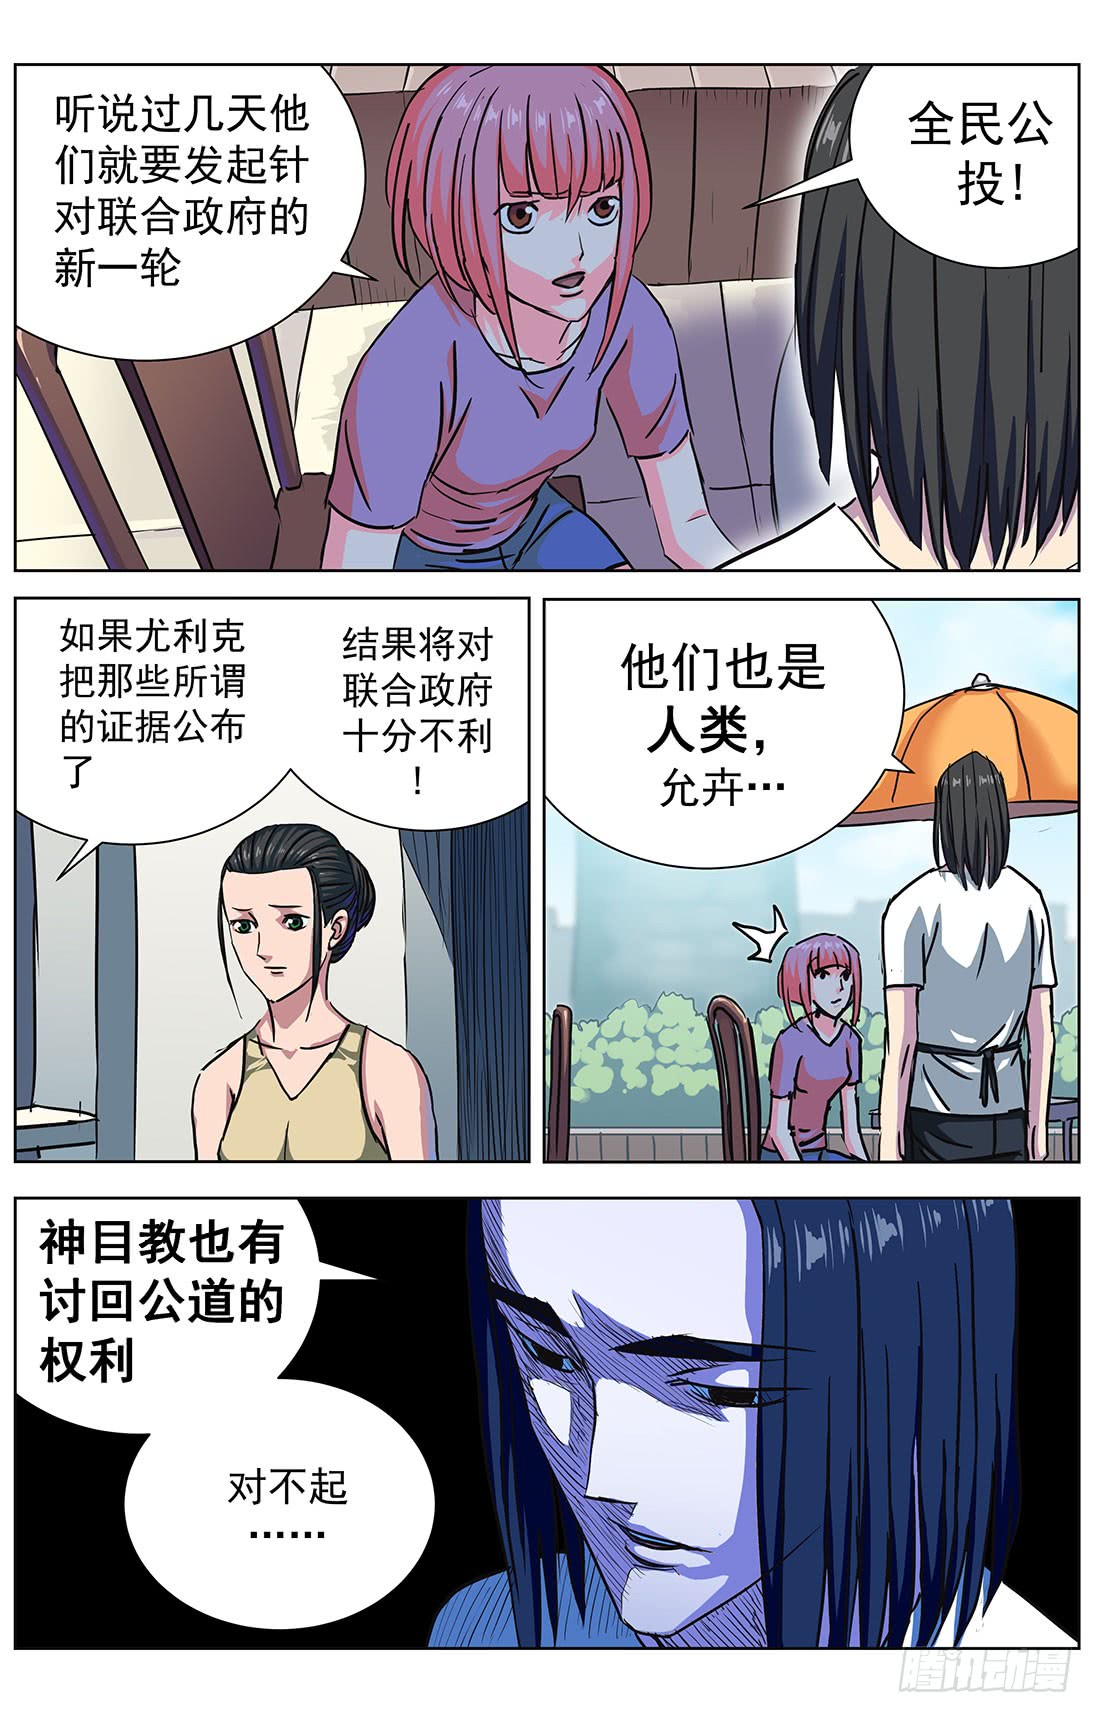 听说过几天他
们就要发起针
对联合政府的
新一轮
全民公
投!
如果尤利克
把那些所谓
的证据公布
了
结果将对
联合政府
十分不利
!
他们也是
人类,
允卉…
神目教也有
讨回公道的
权利
对不起
……
腾讯动漫